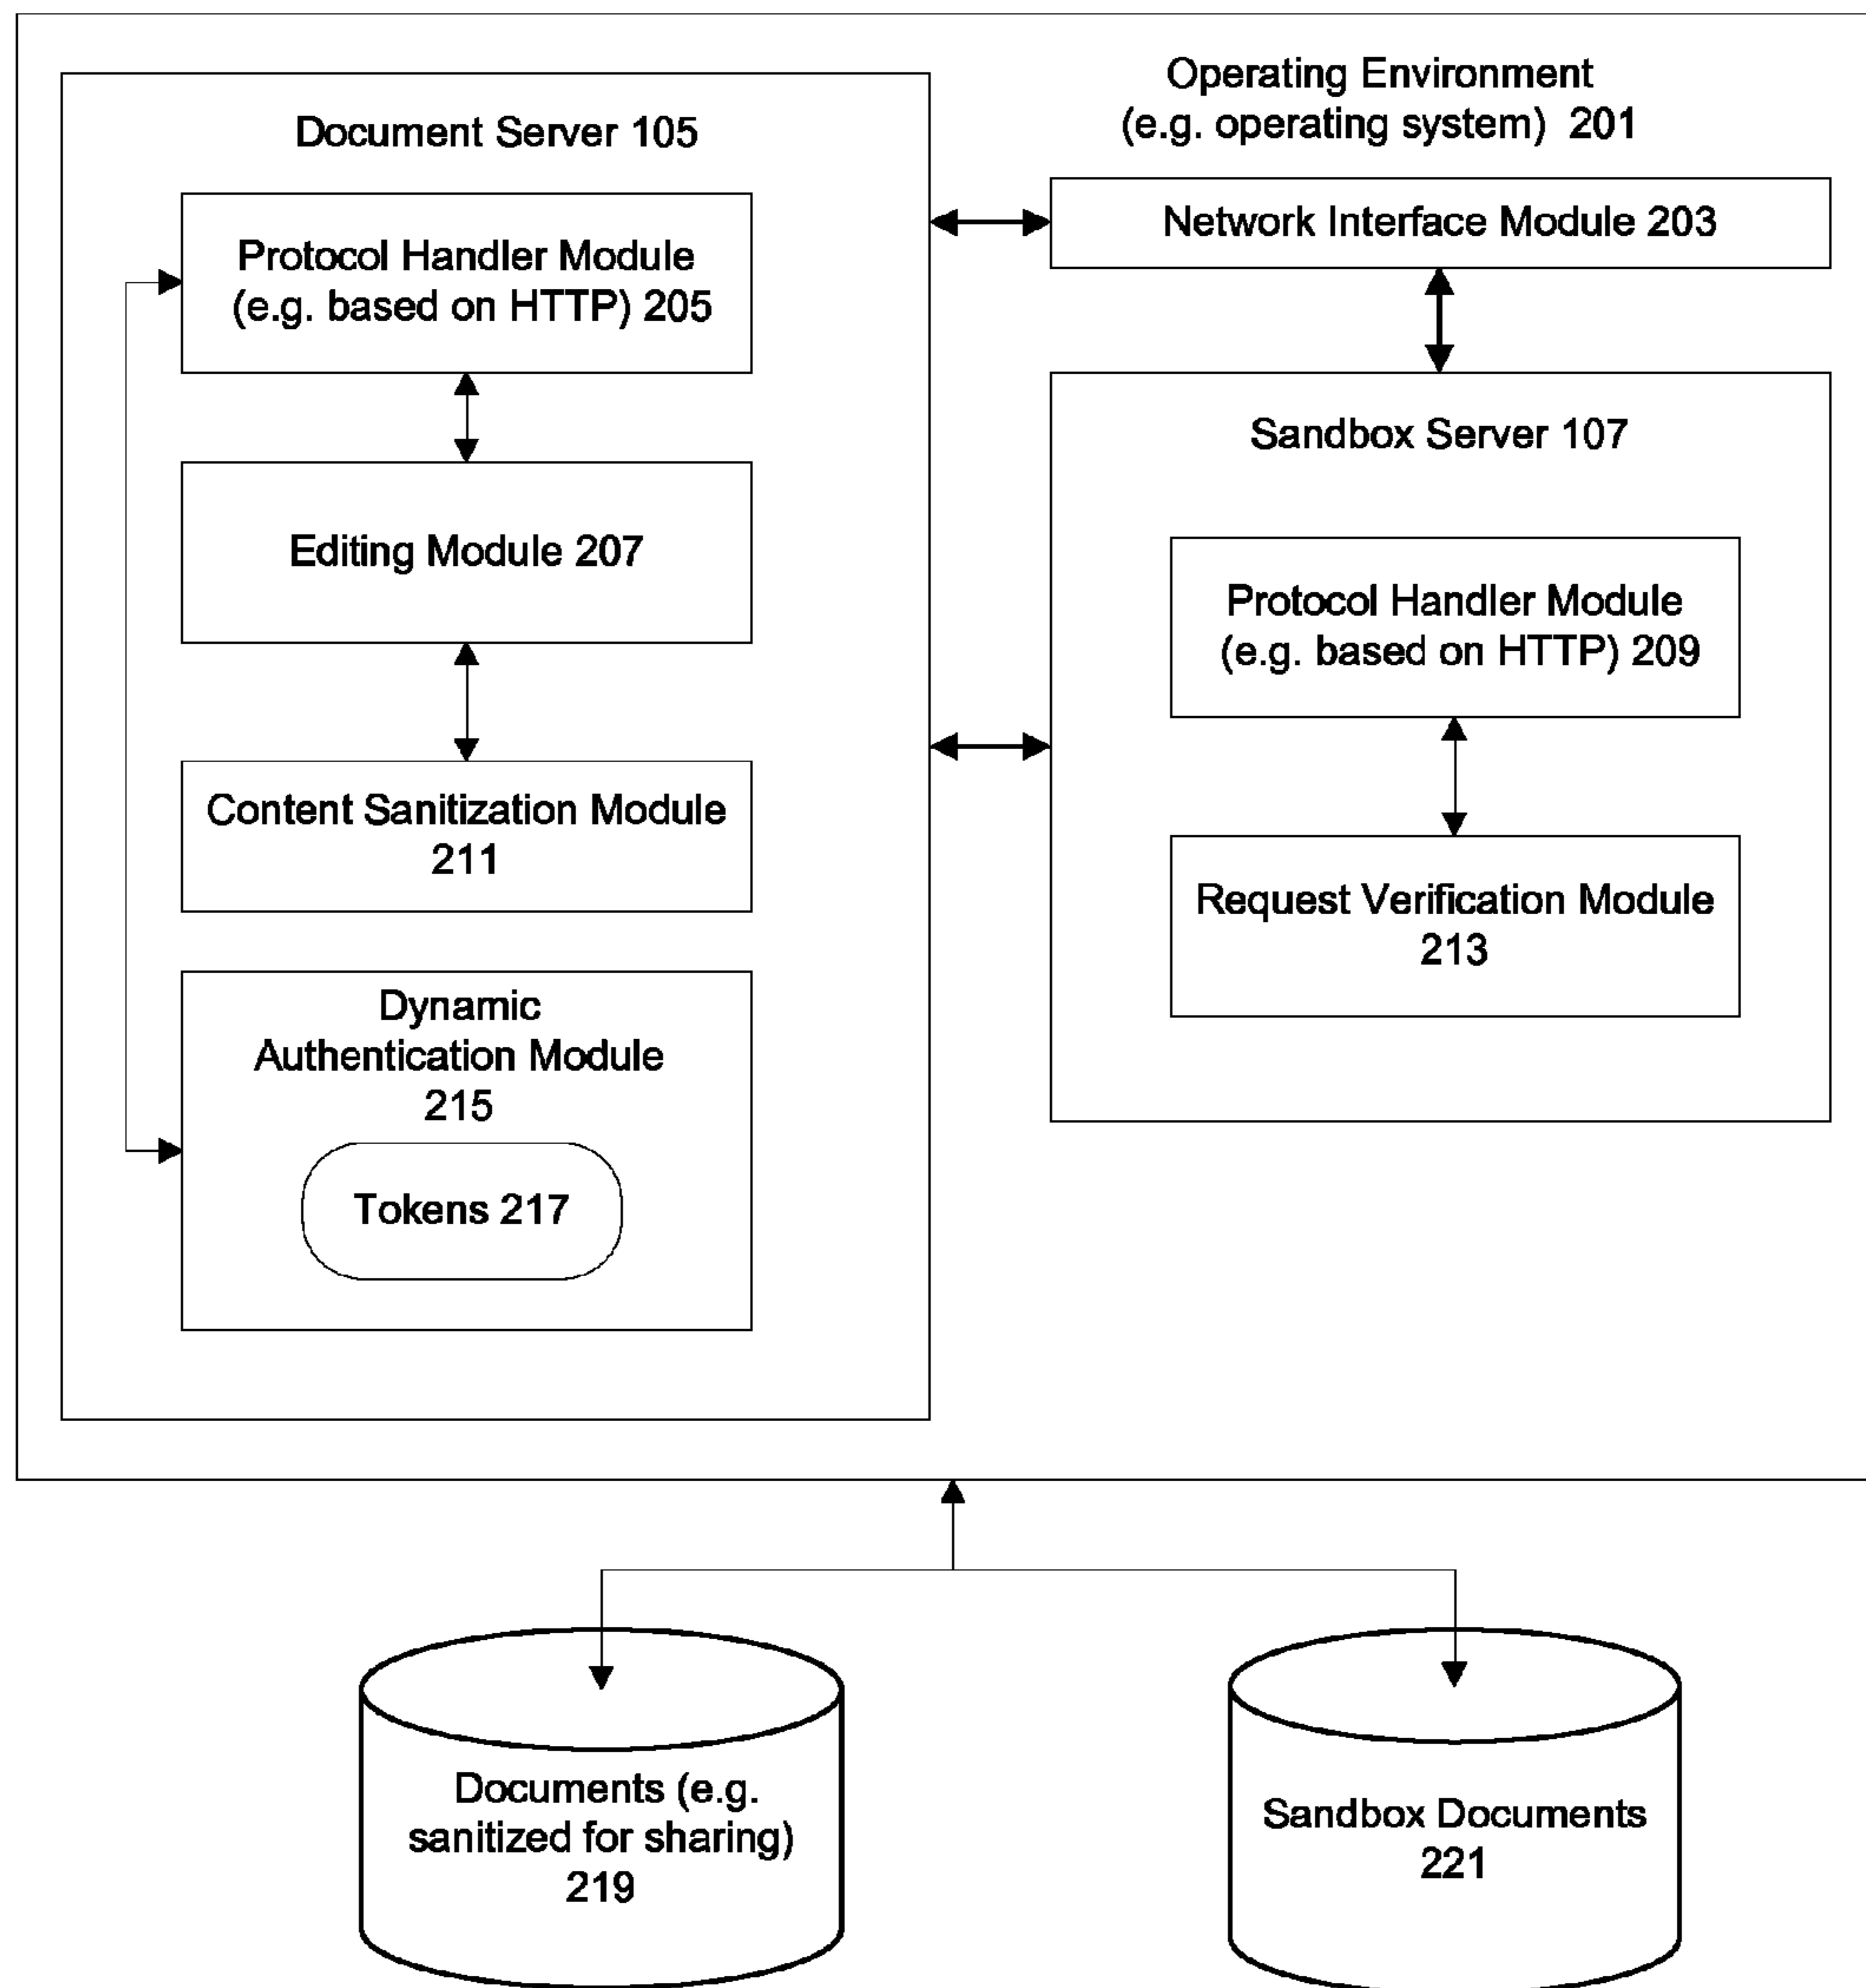 Operating Environment
(e.g. operating system) 201
Document Server 105
Protocol Handler Module
(e.g. based on HTTP) 205
Editing Module 207
Content Sanitization Module
211
Dynamic
Authentication Module
215
Tokens 217
Network Interface Module 203
Sandbox Server 107
Protocol Handler Module
(e.g. based on HTTP) 209
Request Verification Module
213
Documents (e.g.
sanitized for sharing)
219
Sandbox Documents
221